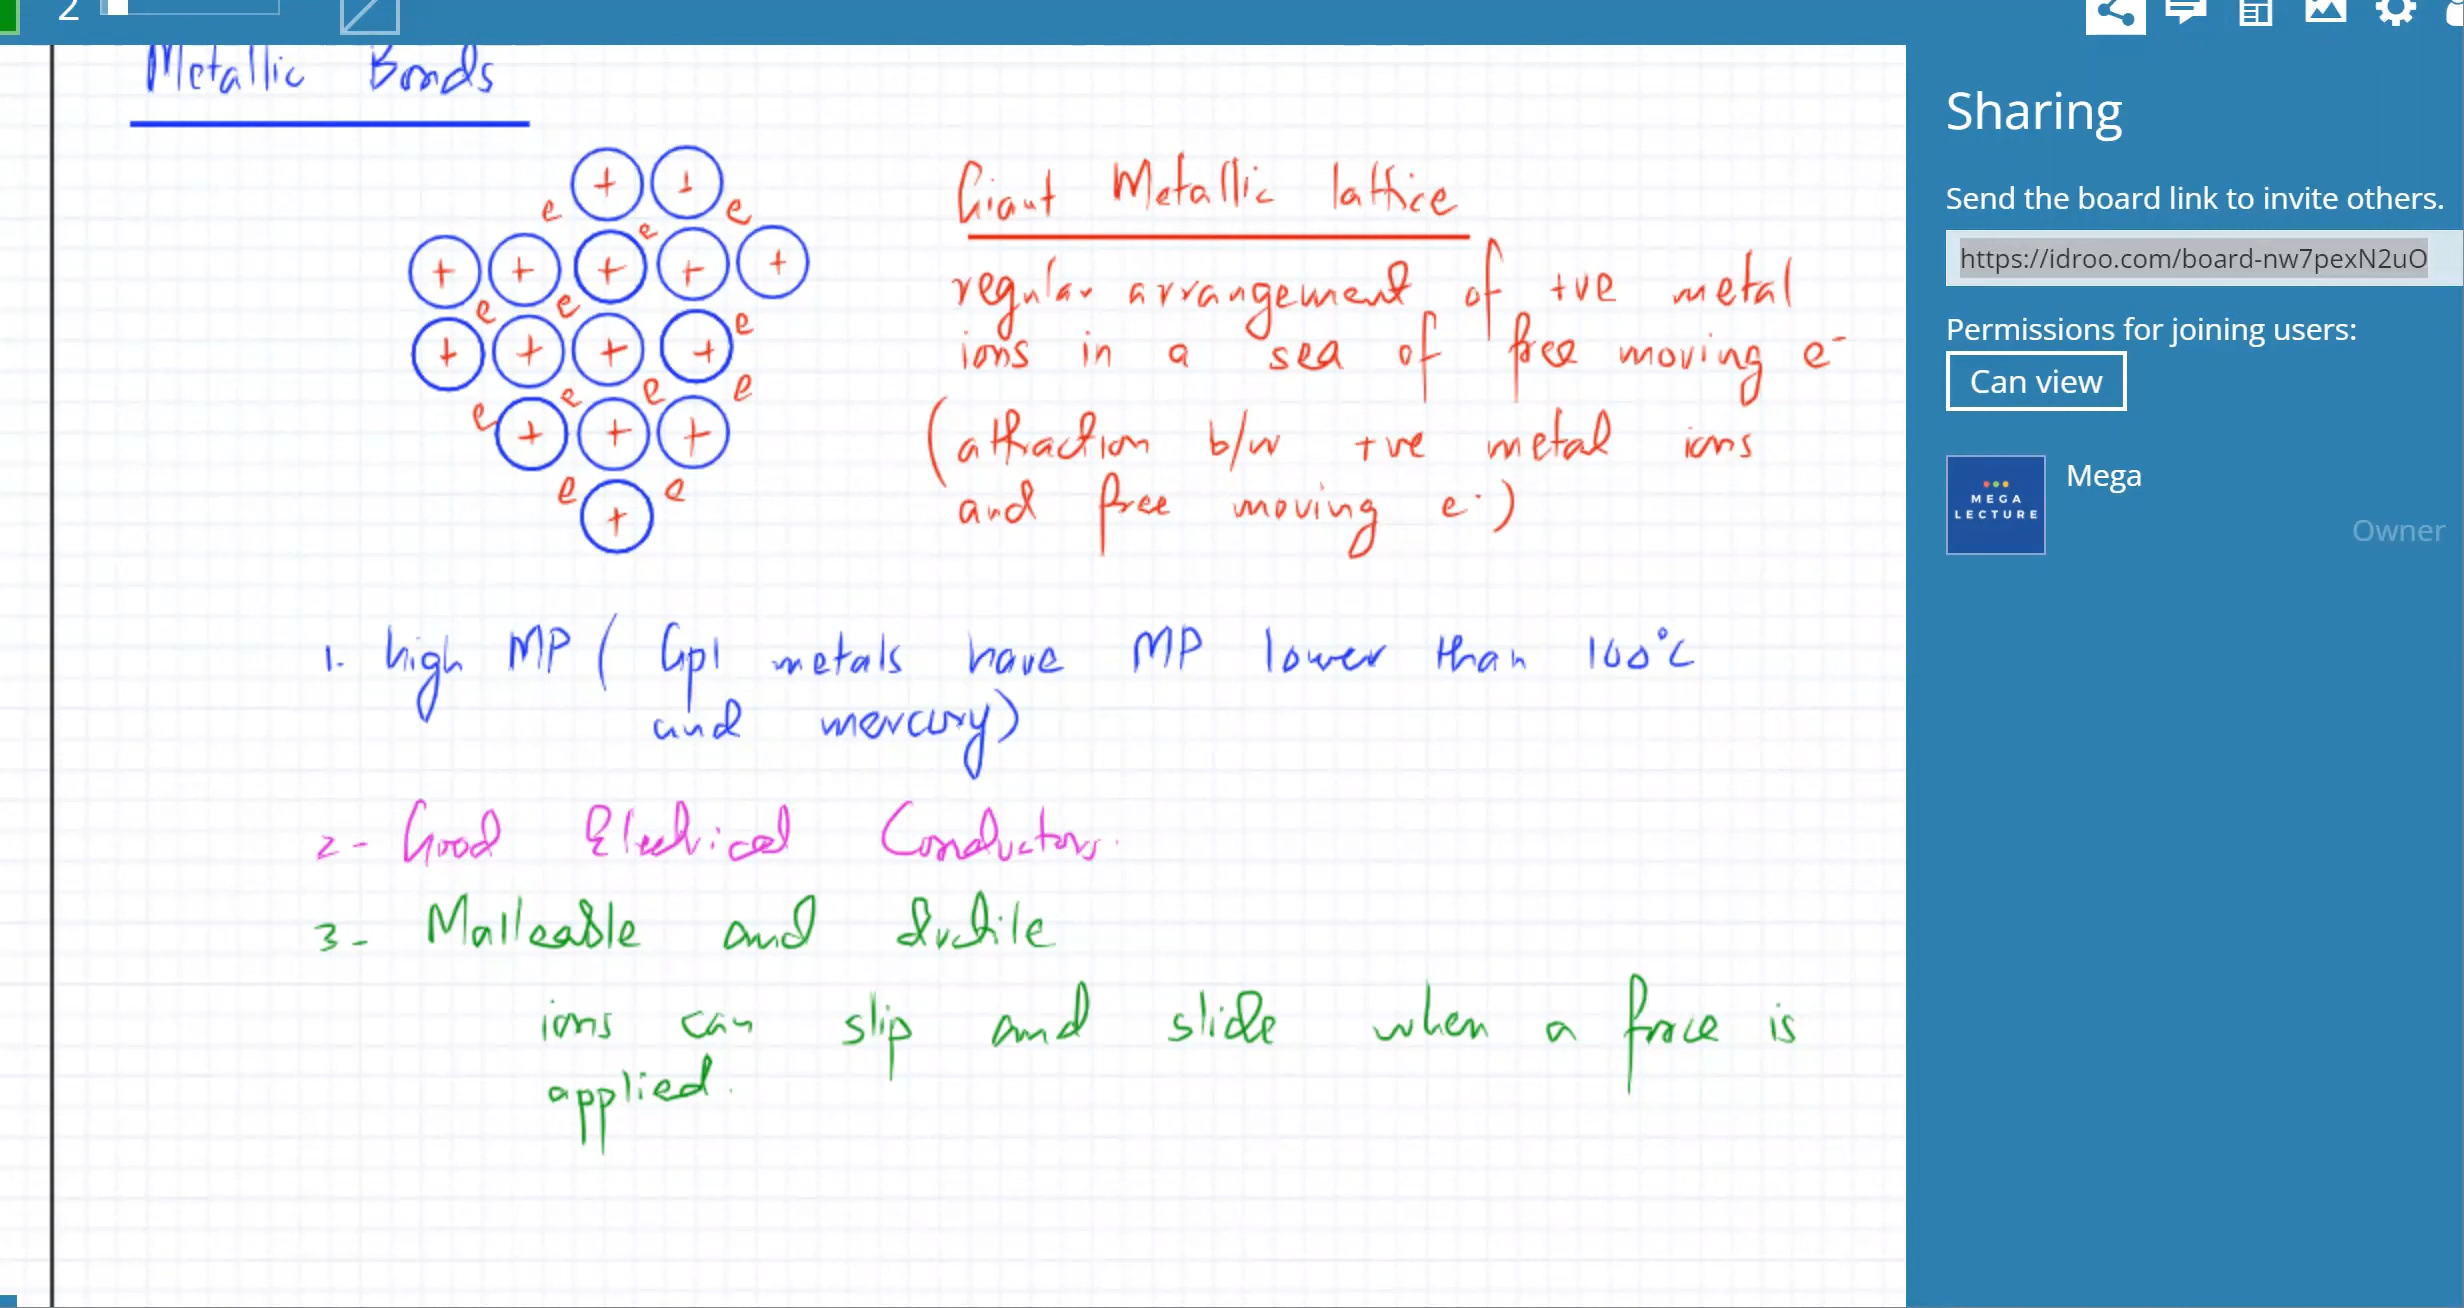 2
Metallic Bonds
+ +
e e
e
+ + + + +
e e
+ + + +
e
e e e
e
+ + +
e e
+
Giant Metallic lattice
regular arrangement of +ve metal
ions in a sea of free moving e-
(attraction b/w +ve metal ions
and free moving e-)
1- high MP ( Gp1 metals have MP lower than 100°C
and mercury)
2- Good Electrical Conductors.
3- Malleable and ductile
ions can slip and slide when a force is
applied.
Sharing
Send the board link to invite others.
https://idroo.com/board-nw7pexN2uO
Permissions for joining users:
Can view
MEGA
LECTURE
Mega
Owner